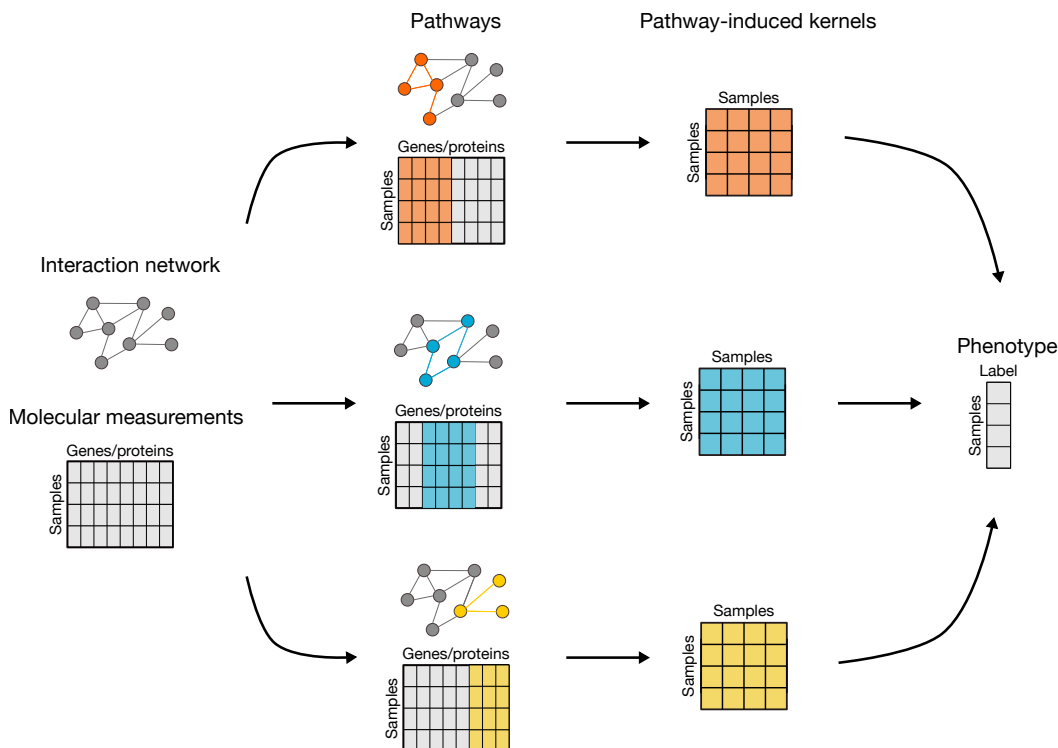 Pathways
Pathway-induced kernels
Genes/proteins
Samples
Samples
Samples
Interaction network
Molecular measurements
Genes/proteins
Samples
Genes/proteins
Samples
Samples
Samples
Phenotype
Label
Samples
Genes/proteins
Samples
Samples
Samples